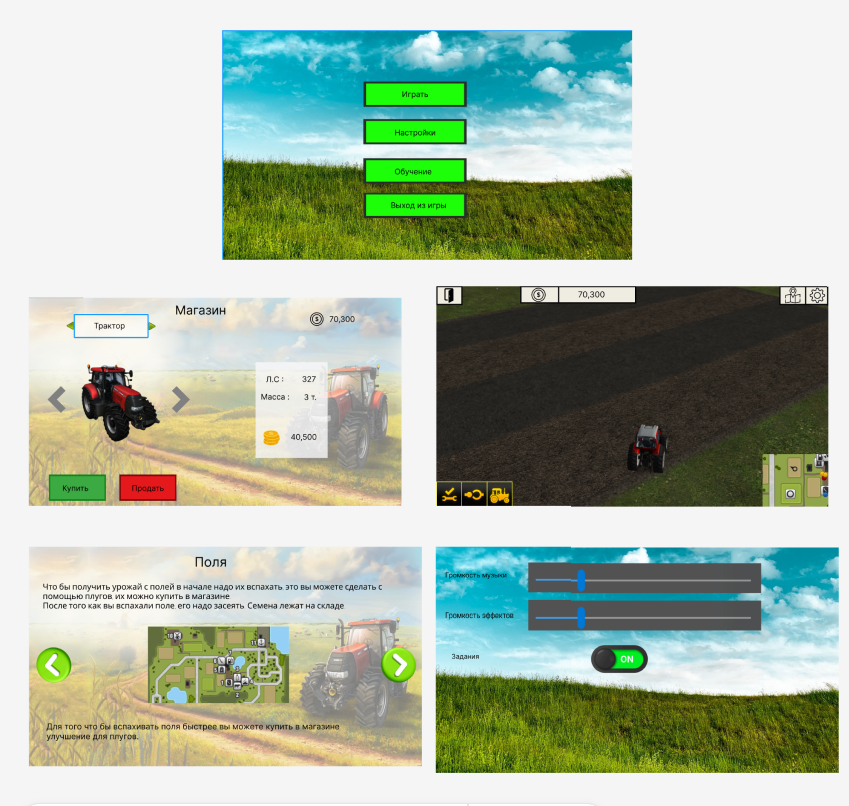 Играть
Настройки
Обучение
Выход из игры
Магазин
Трактор
70,300
Л.С : 327
Масса : 3 т.
40,500
Купить
Продать
70,300
Поля
Что бы получить урожай с полей в начале надо их вспахать это вы можете сделать с
помощью плугов, их можно купить в магазине
После того как вы вспахали поле, его надо засеять. Семена лежат на складе
Для того что бы вспахивать поля быстрее вы можете купить в магазине
улучшение для плугов.
Громкость музыки
Громкость эффектов
Задания
ON